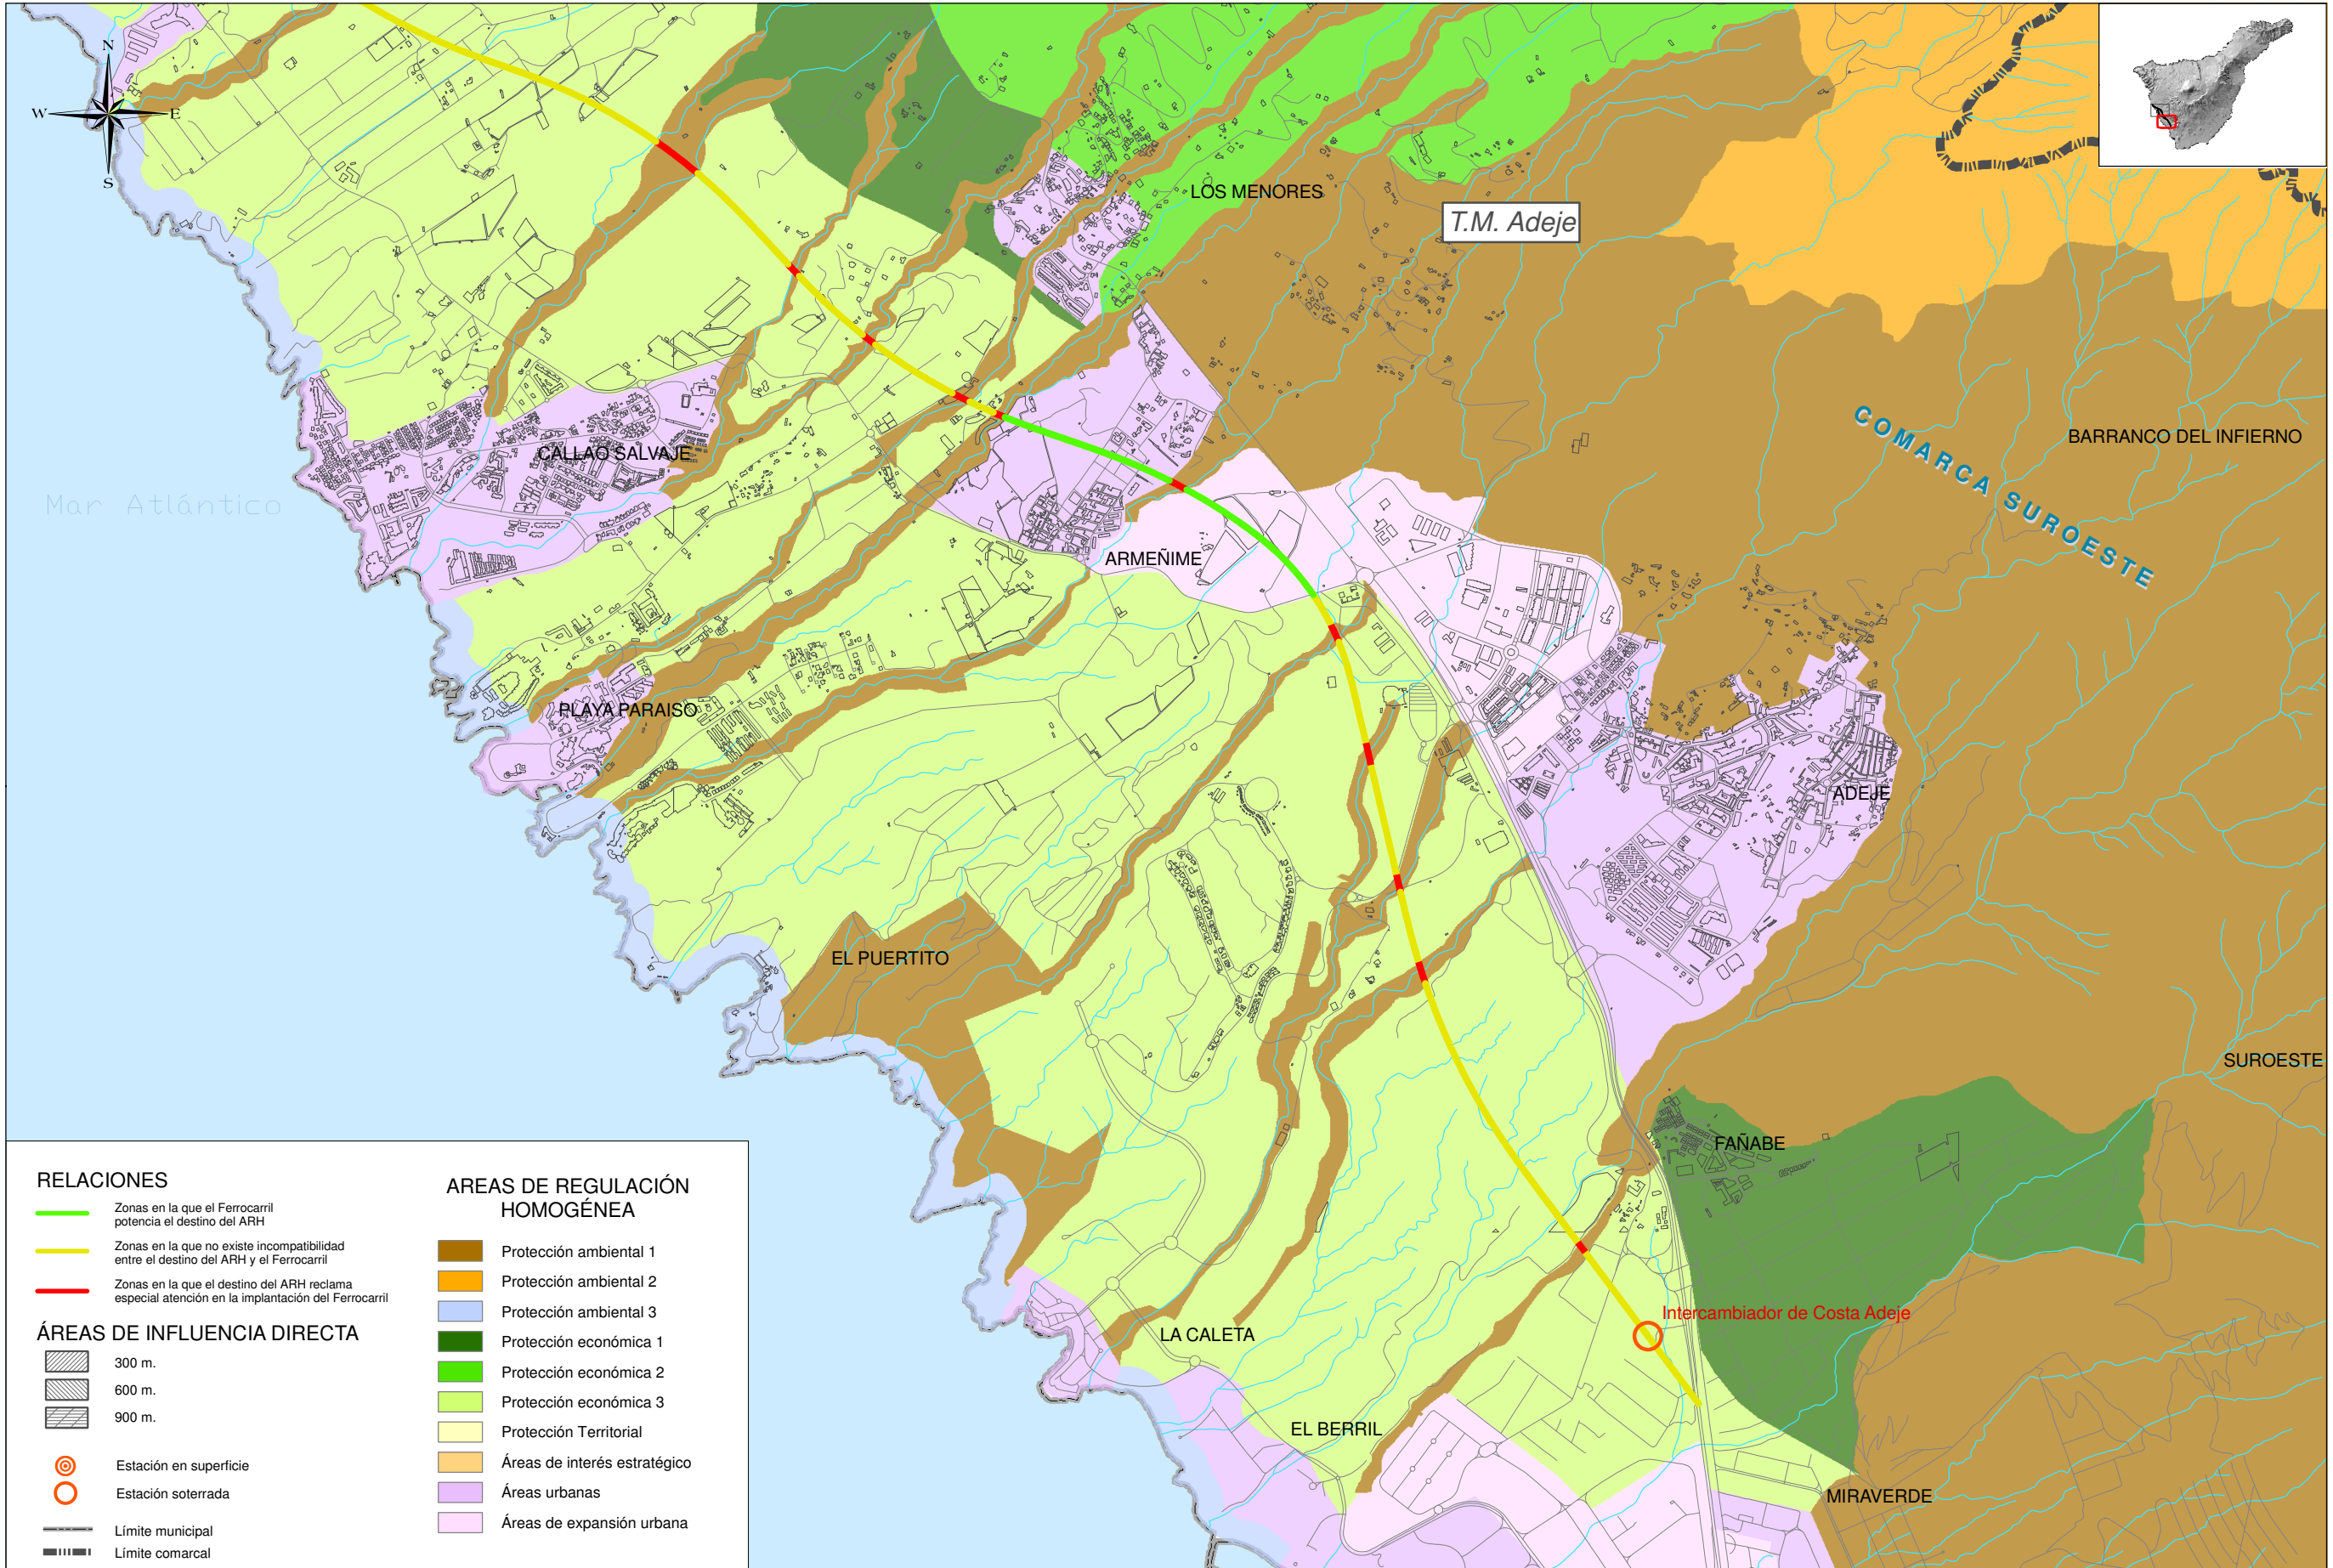 N
W
E
S
LOS MENORES
T.M. Adeje
COMARCA SUROESTE
BARRANCO DEL INFIERNO
CALLAO SALVAJE
Mar Atlántico
ARMEÑIME
PLAYA PARAISO
ADEJE
EL PUERTITO
SUROESTE
FAÑABE
Intercambiador de Costa Adeje
LA CALETA
EL BERRIL
MIRAVERDE
RELACIONES
Zonas en la que el Ferrocarril
potencia el destino del ARH
Zonas en la que no existe incompatibilidad
entre el destino del ARH y el Ferrocarril
Zonas en la que el destino del ARH reclama
especial atención en la implantación del Ferrocarril
ÁREAS DE INFLUENCIA DIRECTA
300 m.
600 m.
900 m.
Estación en superficie
Estación soterrada
Límite municipal
Límite comarcal
AREAS DE REGULACIÓN
HOMOGÉNEA
Protección ambiental 1
Protección ambiental 2
Protección ambiental 3
Protección económica 1
Protección económica 2
Protección económica 3
Protección Territorial
Áreas de interés estratégico
Áreas urbanas
Áreas de expansión urbana